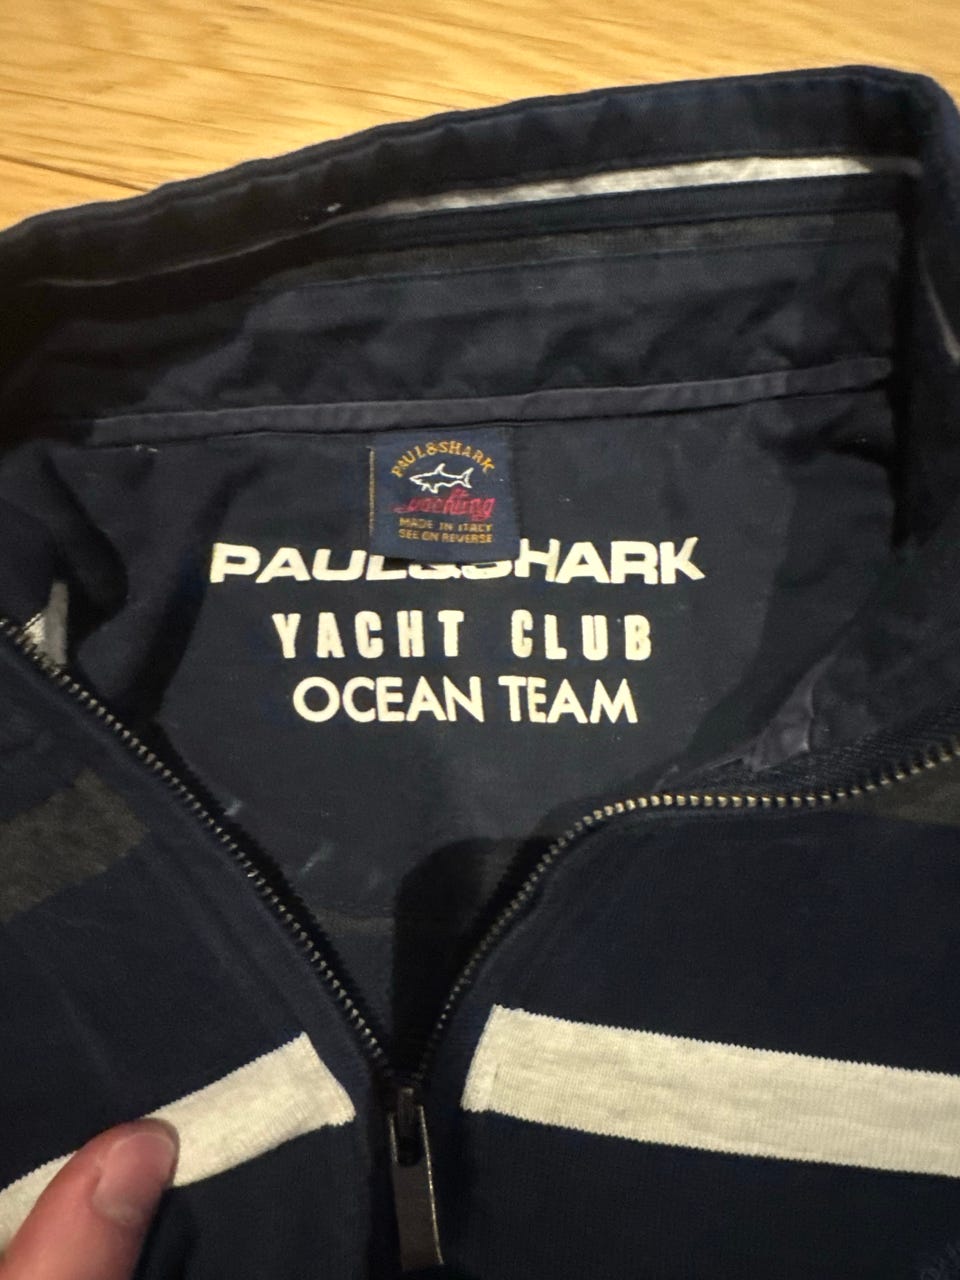 PAUL&SHARK
yachting
MADE IN ITALY
SEE ON REVERSE
PAUL&SHARK
YACHT CLUB
OCEAN TEAM